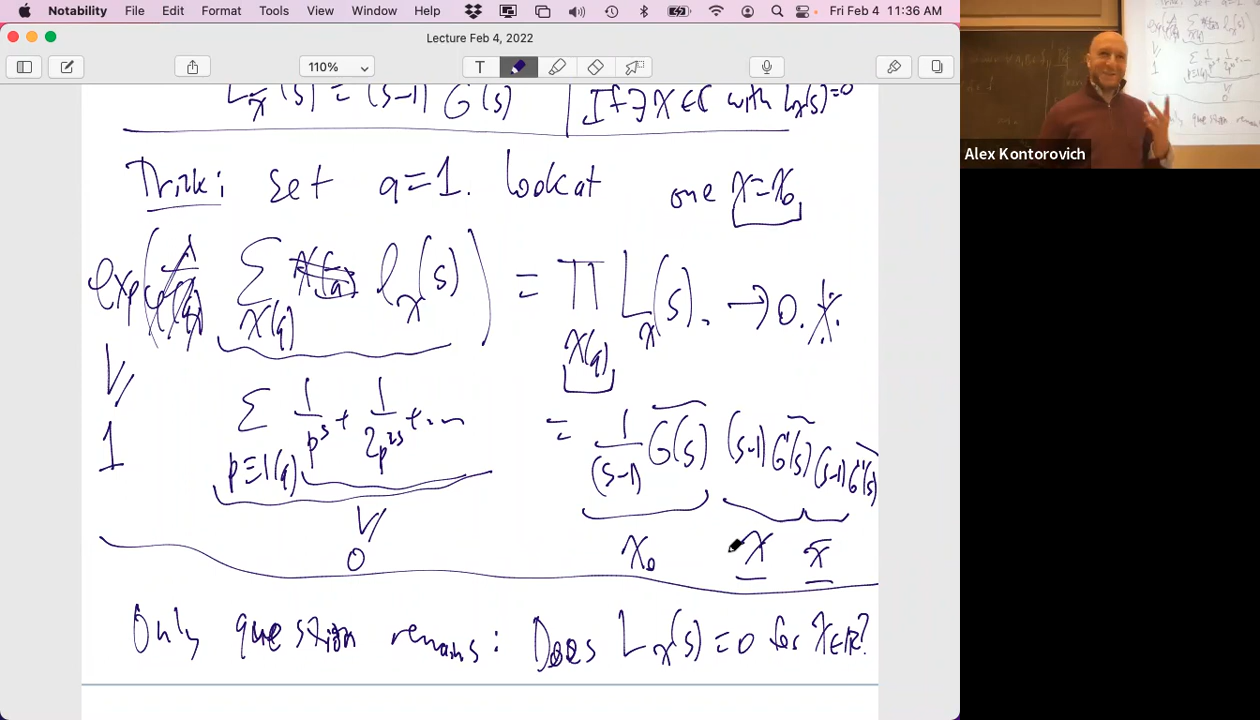 Notability File Edit Format Tools View Window Help Fri Feb 4 11:36 AM
Lecture Feb 4, 2022
110%
T
Alex Kontorovich
L_χ̄(s) = (s-1) G̃(s) | If ∃ χ ∈ ℂ with L_χ(s)=0
Trick: Set a=1. look at one χ=χ₀
exp( Σ_χ(q) ℓ_χ(s) ) = Π_χ(q) L_χ(s). → 0.
V/
1
Σ_p≡1(q) 1/p^s + 1/2p^2s + ...
= 1/(s-1) G(s) (s-1) G̃(s) (s-1) G̃(s)
V/
0
χ₀ χ χ̄
Only question remains: Does L_χ(s)=0 for χ∈ℝ?